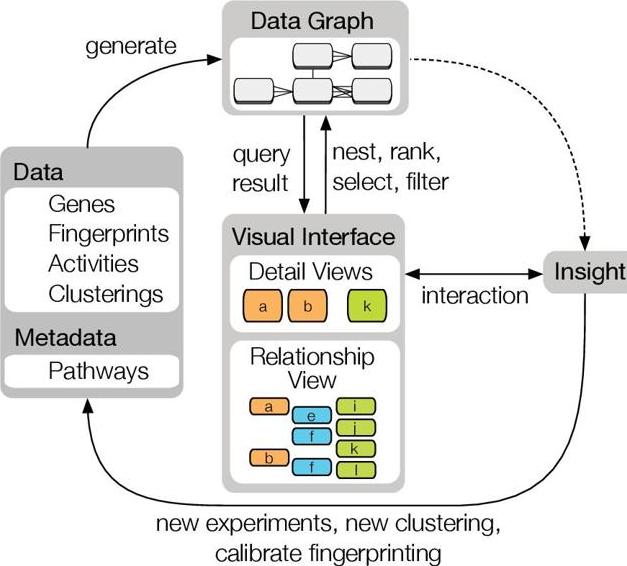 Data Graph
generate
query
result
nest, rank,
select, filter
Data
Genes
Fingerprints
Activities
Clusterings
Metadata
Pathways
Visual Interface
Detail Views
a b k
Relationship
View
a
e
f
b
f
i
j
k
l
interaction
Insight
new experiments, new clustering,
calibrate fingerprinting